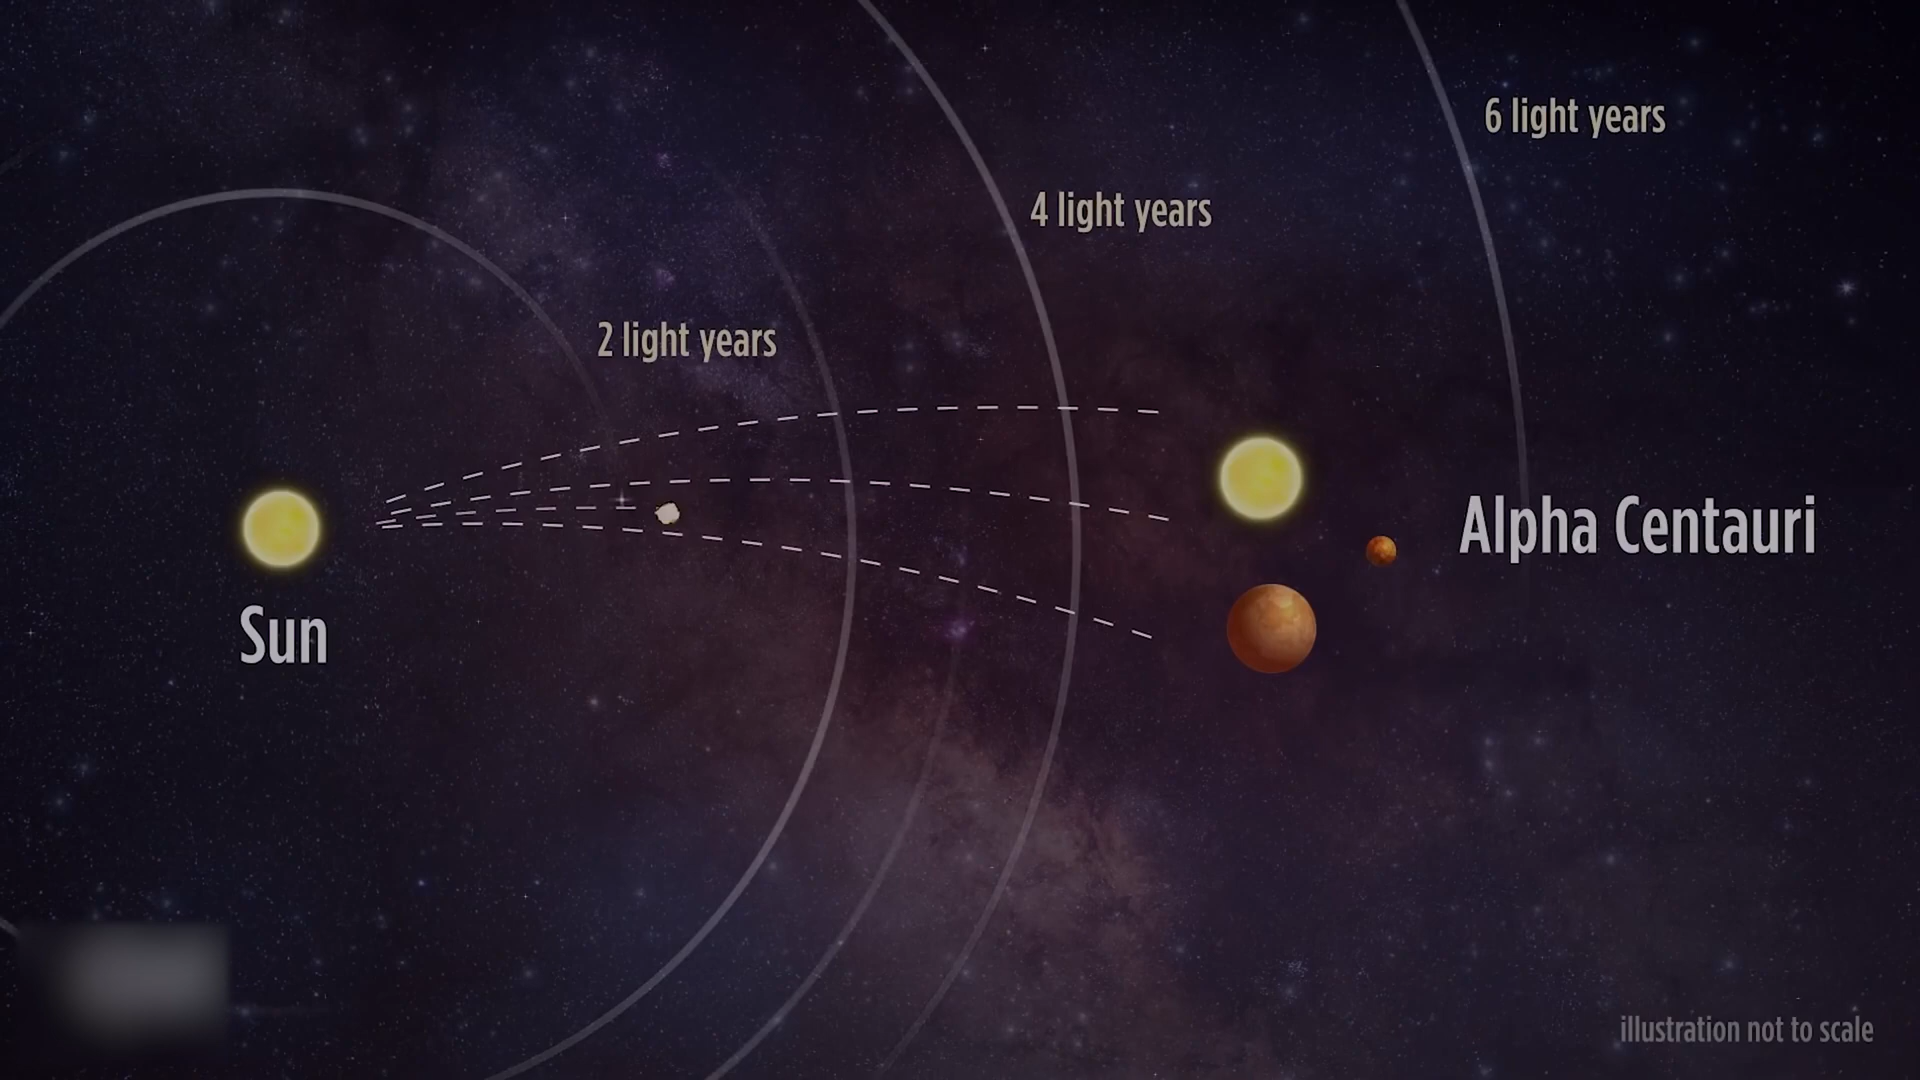 6 light years
4 light years
2 light years
Alpha Centauri
Sun
illustration not to scale